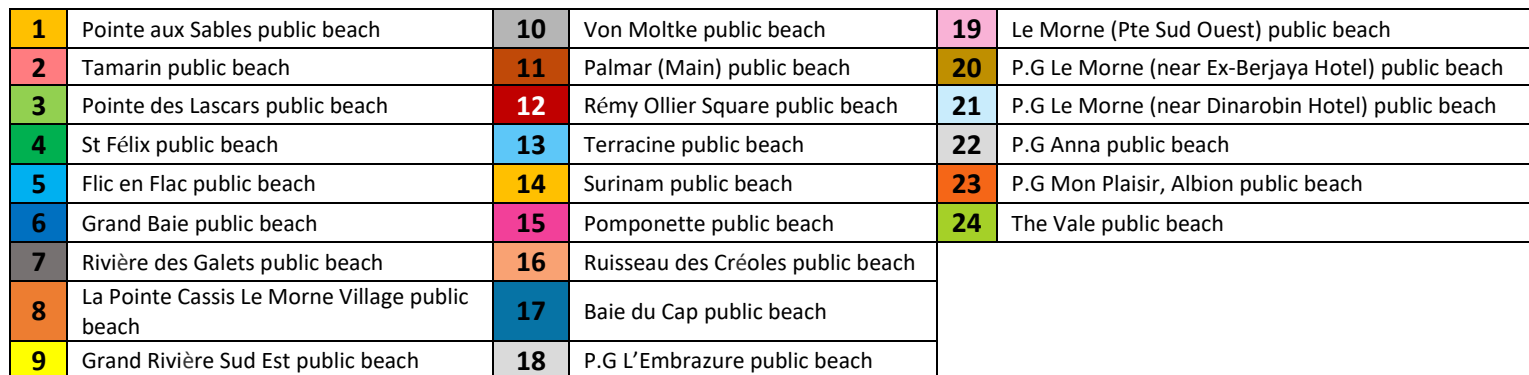 1 Pointe aux Sables public beach
2 Tamarin public beach
3 Pointe des Lascars public beach
4 St Félix public beach
5 Flic en Flac public beach
6 Grand Baie public beach
7 Rivière des Galets public beach
8 La Pointe Cassis Le Morne Village public
beach
9 Grand Rivière Sud Est public beach
10 Von Moltke public beach
11 Palmar (Main) public beach
12 Rémy Ollier Square public beach
13 Terracine public beach
14 Surinam public beach
15 Pomponette public beach
16 Ruisseau des Créoles public beach
17 Baie du Cap public beach
18 P.G L’Embrazure public beach
19 Le Morne (Pte Sud Ouest) public beach
20 P.G Le Morne (near Ex-Berjaya Hotel) public beach
21 P.G Le Morne (near Dinarobin Hotel) public beach
22 P.G Anna public beach
23 P.G Mon Plaisir, Albion public beach
24 The Vale public beach